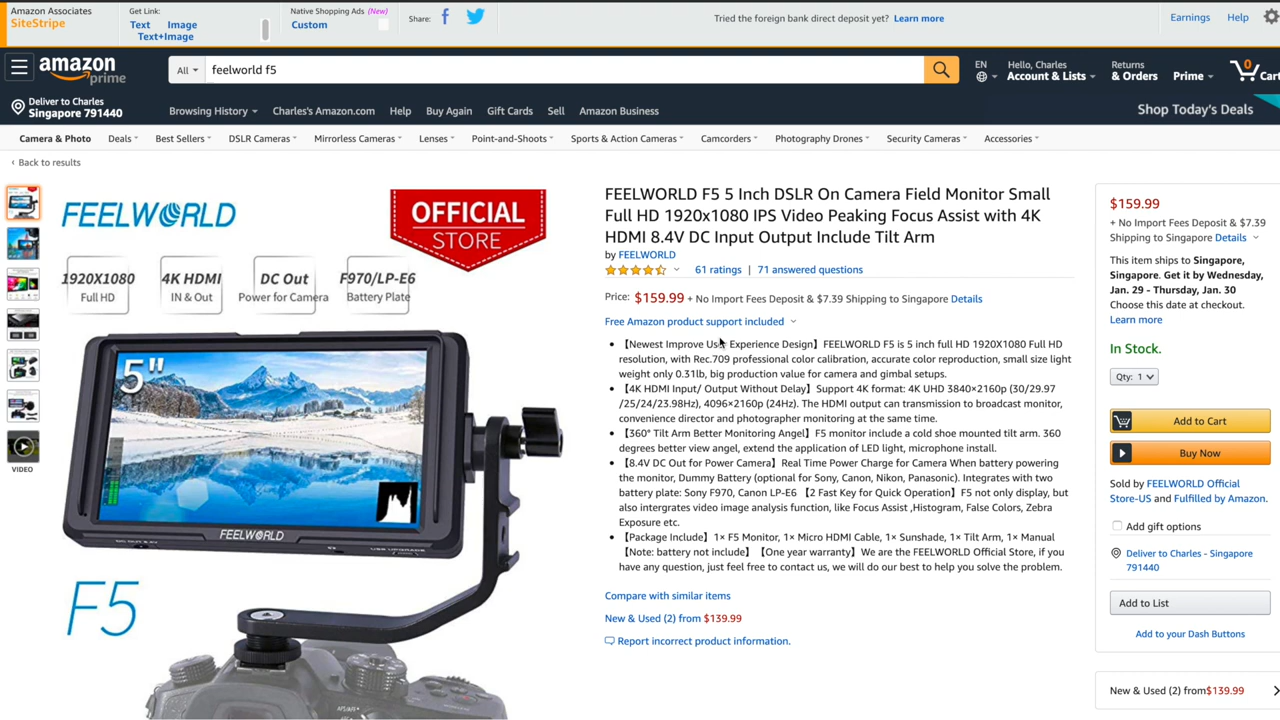 Amazon Associates
SiteStripe
Get Link:
Text Image
Text+Image
Native Shopping Ads (New)
Custom
Share:
Tried the foreign bank direct deposit yet? Learn more
Earnings Help
amazon
prime
All
feelworld f5
EN
Hello, Charles
Account & Lists
Returns
& Orders
Prime
0
Cart
Deliver to Charles
Singapore 791440
Browsing History Charles's Amazon.com Help Buy Again Gift Cards Sell Amazon Business
Shop Today's Deals
Camera & Photo Deals Best Sellers DSLR Cameras Mirrorless Cameras Lenses Point-and-Shoots Sports & Action Cameras Camcorders Photography Drones Security Cameras Accessories
‹ Back to results
VIDEO
FEELWORLD
OFFICIAL
STORE
1920X1080
Full HD
4K HDMI
IN & Out
DC Out
Power for Camera
F970/LP-E6
Battery Plate
5"
FEELWORLD
F5
FEELWORLD F5 5 Inch DSLR On Camera Field Monitor Small
Full HD 1920x1080 IPS Video Peaking Focus Assist with 4K
HDMI 8.4V DC Input Output Include Tilt Arm
by FEELWORLD
61 ratings | 71 answered questions
Price: $159.99 + No Import Fees Deposit & $7.39 Shipping to Singapore Details
Free Amazon product support included
• 【Newest Improve User Experience Design】FEELWORLD F5 is 5 inch full HD 1920X1080 Full HD
resolution, with Rec.709 professional color calibration, accurate color reproduction, small size light
weight only 0.31lb, big production value for camera and gimbal setups.
• 【4K HDMI Input/ Output Without Delay】Support 4K format: 4K UHD 3840×2160p (30/29.97
/25/24/23.98Hz), 4096×2160p (24Hz). The HDMI output can transmission to broadcast monitor,
convenience director and photographer monitoring at the same time.
• 【360° Tilt Arm Better Monitoring Angel】F5 monitor include a cold shoe mounted tilt arm. 360
degrees better view angel, extend the application of LED light, microphone install.
• 【8.4V DC Out for Power Camera】Real Time Power Charge for Camera When battery powering
the monitor, Dummy Battery (optional for Sony, Canon, Nikon, Panasonic). Integrates with two
battery plate: Sony F970, Canon LP-E6 【2 Fast Key for Quick Operation】F5 not only display, but
also intergrates video image analysis function, like Focus Assist ,Histogram, False Colors, Zebra
Exposure etc.
• 【Package Include】1× F5 Monitor, 1× Micro HDMI Cable, 1× Sunshade, 1× Tilt Arm, 1× Manual
【Note: battery not include】【One year warranty】We are the FEELWORLD Official Store, if you
have any question, just feel free to contact us, we will do our best to help you solve the problem.
Compare with similar items
New & Used (2) from $139.99
Report incorrect product information.
$159.99
+ No Import Fees Deposit & $7.39
Shipping to Singapore Details
This item ships to Singapore,
Singapore. Get it by Wednesday,
Jan. 29 - Thursday, Jan. 30
Choose this date at checkout.
Learn more
In Stock.
Qty: 1
Add to Cart
Buy Now
Sold by FEELWORLD Official
Store-US and Fulfilled by Amazon.
Add gift options
Deliver to Charles - Singapore
791440
Add to List
Add to your Dash Buttons
New & Used (2) from $139.99